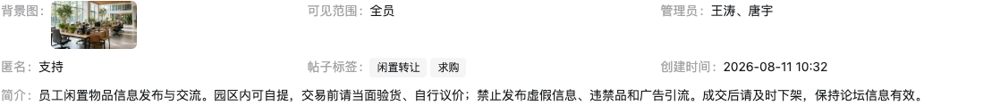 背景图： 可见范围：全员 管理员：王涛、唐宇
匿名：支持 帖子标签： 闲置转让 求购 创建时间：2026-08-11 10:32
简介：员工闲置物品信息发布与交流。园区内可自提，交易前请当面验货、自行议价；禁止发布虚假信息、违禁品和广告引流。成交后请及时下架，保持论坛信息有效。